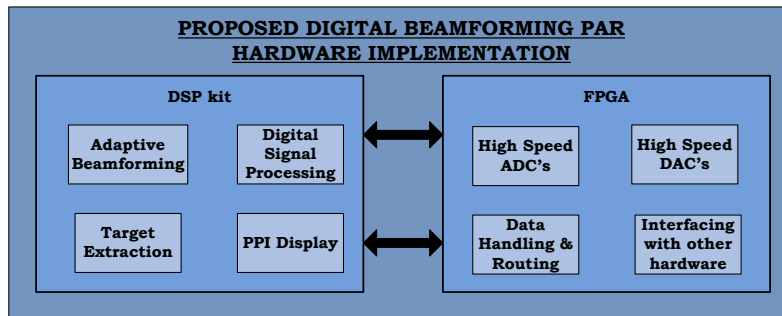 PROPOSED DIGITAL BEAMFORMING PAR
HARDWARE IMPLEMENTATION
DSP kit
Adaptive
Beamforming
Digital
Signal
Processing
Target
Extraction
PPI Display
FPGA
High Speed
ADC's
High Speed
DAC's
Data
Handling &
Routing
Interfacing
with other
hardware